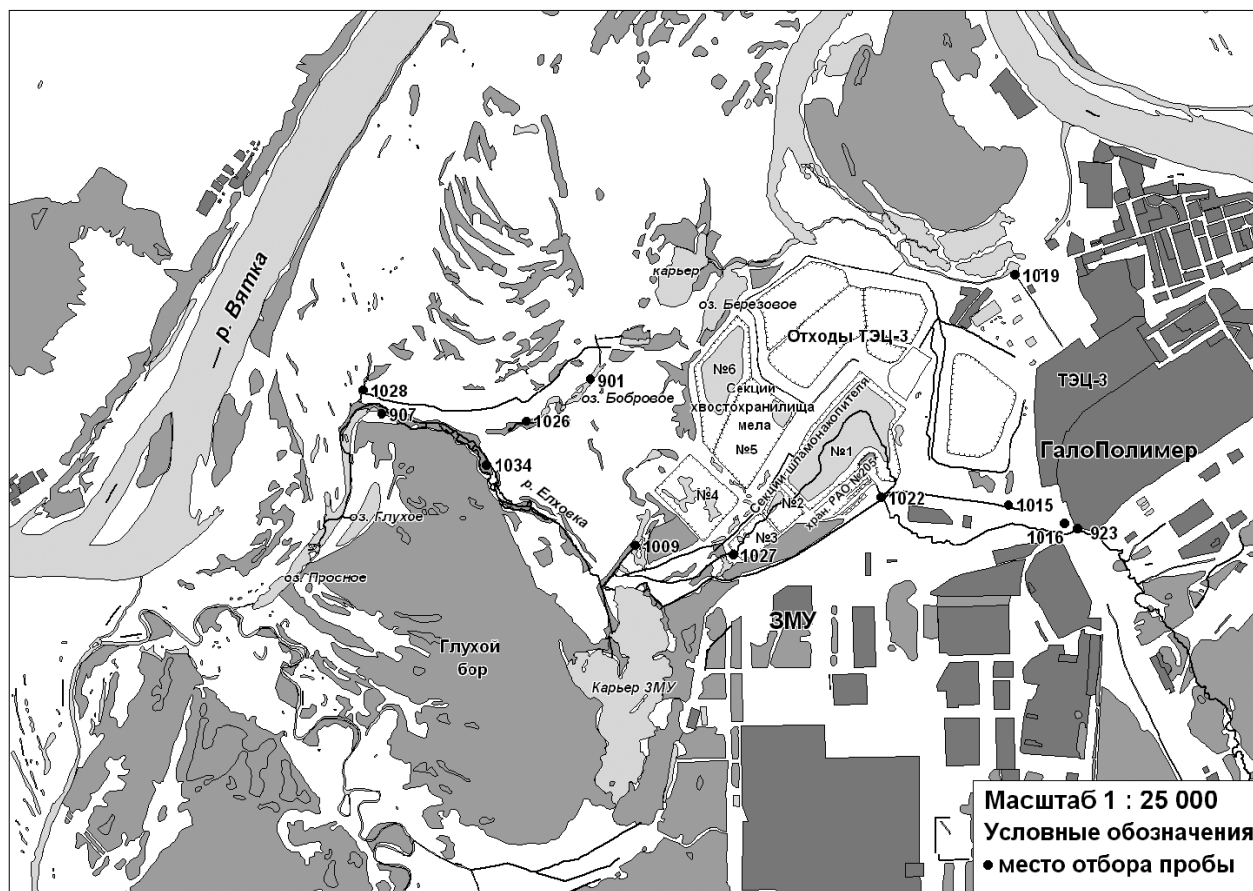 р. Вятка
карьер
1019
оз. Березовое
Отходы ТЭЦ-3
№6
ТЭЦ-3
901
оз. Бобровое
1028
907
1026
Секции
хвостохранилища
мела
№5
ГалоПолимер
Секции шламонакопителя
№1
1034
р. Елховка
№4
№2
хран. РАО №205
1022
1015
оз. Глухое
1016
923
№3
1009
1027
оз. Просное
ЗМУ
Глухой
бор
Карьер ЗМУ
Масштаб 1 : 25 000
Условные обозначения
место отбора пробы